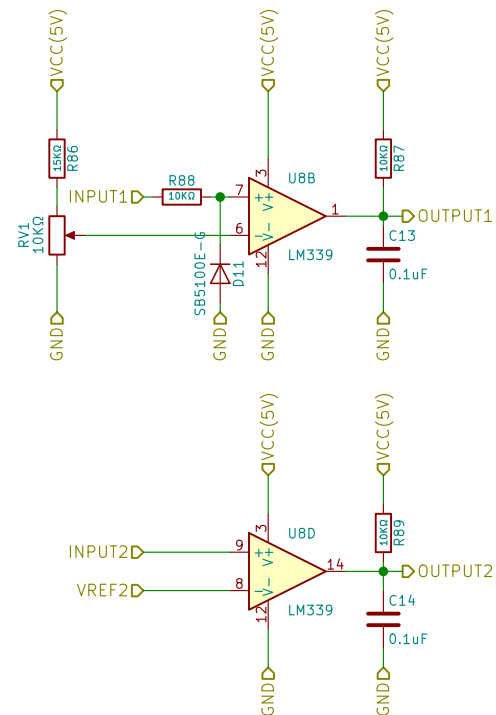 VCC(5V)
VCC(5V)
VCC(5V)
15KΩ
R86
10KΩ
R87
3
U8B
R88
INPUT1
10KΩ
7
+
V+
1
OUTPUT1
RV1
10KΩ
6
-
V-
C13
12
LM339
0.1uF
SB5100E-G
D11
GND
GND
GND
GND
VCC(5V)
VCC(5V)
3
U8D
10KΩ
R89
INPUT2
9
+
V+
14
OUTPUT2
VREF2
8
-
V-
C14
12
LM339
0.1uF
GND
GND